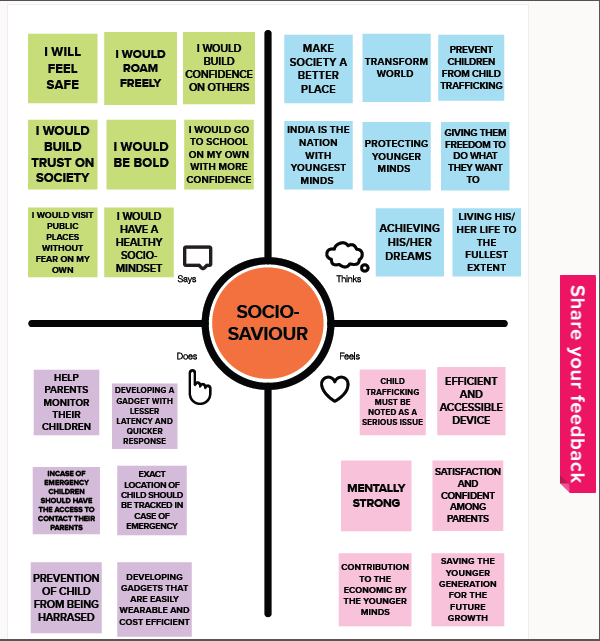 I WILL
FEEL
SAFE
I WOULD
ROAM
FREELY
I WOULD
BUILD
CONFIDENCE
ON OTHERS
I WOULD
BUILD
TRUST ON
SOCIETY
I WOULD
BE BOLD
I WOULD GO
TO SCHOOL
ON MY OWN
WITH MORE
CONFIDENCE
I WOULD VISIT
PUBLIC
PLACES
WITHOUT
FEAR ON MY
OWN
I WOULD
HAVE A
HEALTHY
SOCIO-
MINDSET
Says
MAKE
SOCIETY A
BETTER
PLACE
TRANSFORM
WORLD
PREVENT
CHILDREN
FROM CHILD
TRAFFICKING
INDIA IS THE
NATION
WITH
YOUNGEST
MINDS
PROTECTING
YOUNGER
MINDS
GIVING THEM
FREEDOM TO
DO WHAT
THEY WANT
TO
ACHIEVING
HIS/HER
DREAMS
LIVING HIS/
HER LIFE TO
THE
FULLEST
EXTENT
Thinks
SOCIO-
SAVIOUR
Does
HELP
PARENTS
MONITOR
THEIR
CHILDREN
DEVELOPING A
GADGET WITH
LESSER
LATENCY AND
QUICKER
RESPONSE
INCASE OF
EMERGENCY
CHILDREN
SHOULD HAVE
THE ACCESS TO
CONTACT THEIR
PARENTS
EXACT
LOCATION OF
CHILD SHOULD
BE TRACKED IN
CASE OF
EMERGENCY
PREVENTION
OF CHILD
FROM BEING
HARRASED
DEVELOPING
GADGETS THAT
ARE EASILY
WEARABLE AND
COST EFFICIENT
Feels
CHILD
TRAFFICKING
MUST BE
NOTED AS A
SERIOUS ISSUE
EFFICIENT
AND
ACCESSIBLE
DEVICE
MENTALLY
STRONG
SATISFACTION
AND
CONFIDENT
AMONG
PARENTS
CONTRIBUTION
TO THE
ECONOMIC BY
THE YOUNGER
MINDS
SAVING THE
YOUNGER
GENERATION
FOR THE
FUTURE
GROWTH
Share your feedback